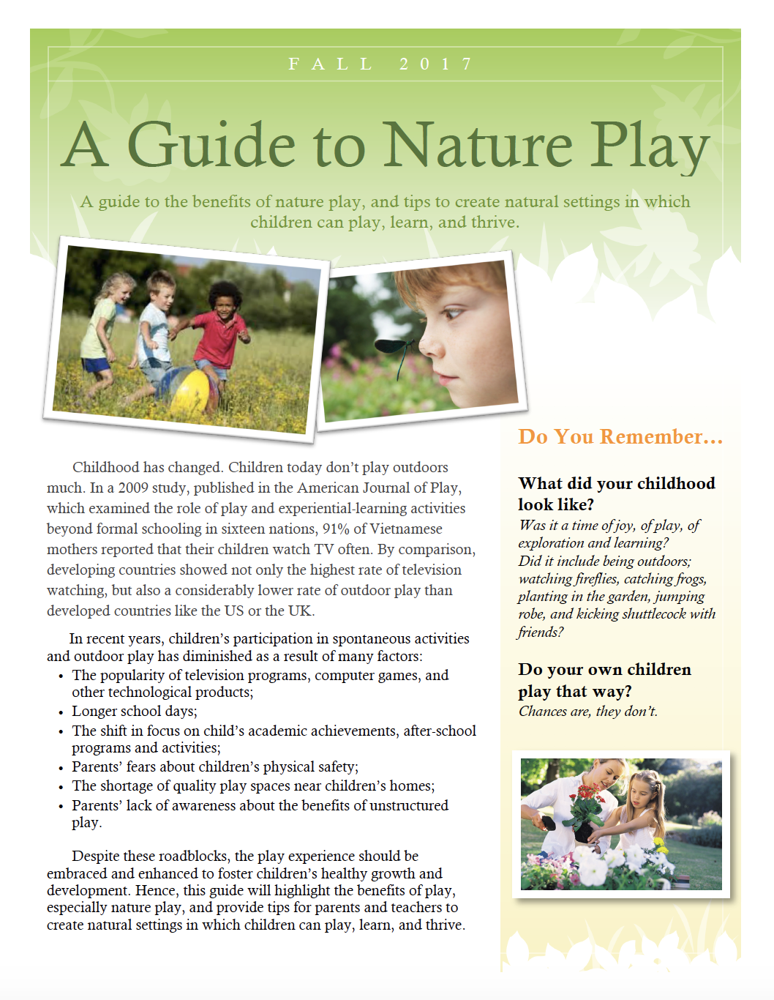 FALL 2017
A Guide to Nature Play
A guide to the benefits of nature play, and tips to create natural settings in which
children can play, learn, and thrive.
Childhood has changed. Children today don’t play outdoors
much. In a 2009 study, published in the American Journal of Play,
which examined the role of play and experiential-learning activities
beyond formal schooling in sixteen nations, 91% of Vietnamese
mothers reported that their children watch TV often. By comparison,
developing countries showed not only the highest rate of television
watching, but also a considerably lower rate of outdoor play than
developed countries like the US or the UK.
In recent years, children’s participation in spontaneous activities
and outdoor play has diminished as a result of many factors:
• The popularity of television programs, computer games, and
other technological products;
• Longer school days;
• The shift in focus on child’s academic achievements, after-school
programs and activities;
• Parents’ fears about children’s physical safety;
• The shortage of quality play spaces near children’s homes;
• Parents’ lack of awareness about the benefits of unstructured
play.
Despite these roadblocks, the play experience should be
embraced and enhanced to foster children’s healthy growth and
development. Hence, this guide will highlight the benefits of play,
especially nature play, and provide tips for parents and teachers to
create natural settings in which children can play, learn, and thrive.
Do You Remember…
What did your childhood
look like?
Was it a time of joy, of play, of
exploration and learning?
Did it include being outdoors;
watching fireflies, catching frogs,
planting in the garden, jumping
robe, and kicking shuttlecock with
friends?
Do your own children
play that way?
Chances are, they don’t.